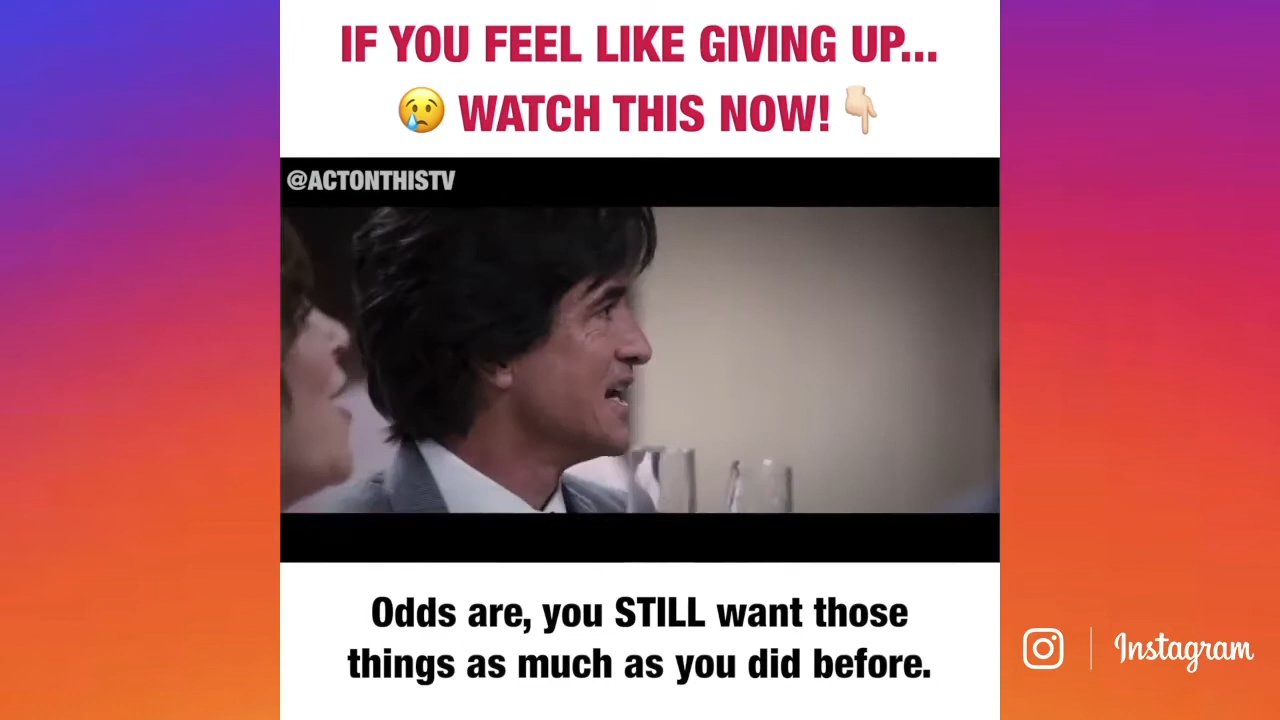 IF YOU FEEL LIKE GIVING UP...
😢 WATCH THIS NOW! 👇🏻
@ACTONTHISTV
Odds are, you STILL want those
things as much as you did before.
Instagram